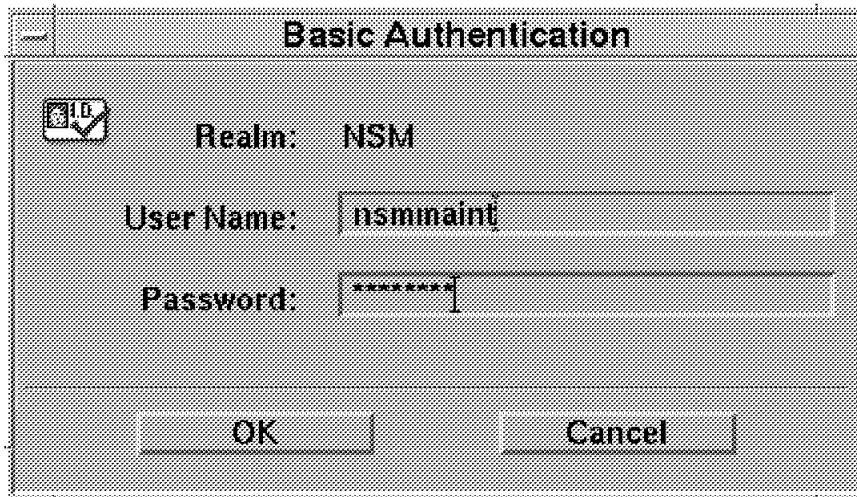 Basic Authentication
I.D.
Realm: NSM
User Name: nsmmaint
Password: ********
OK Cancel